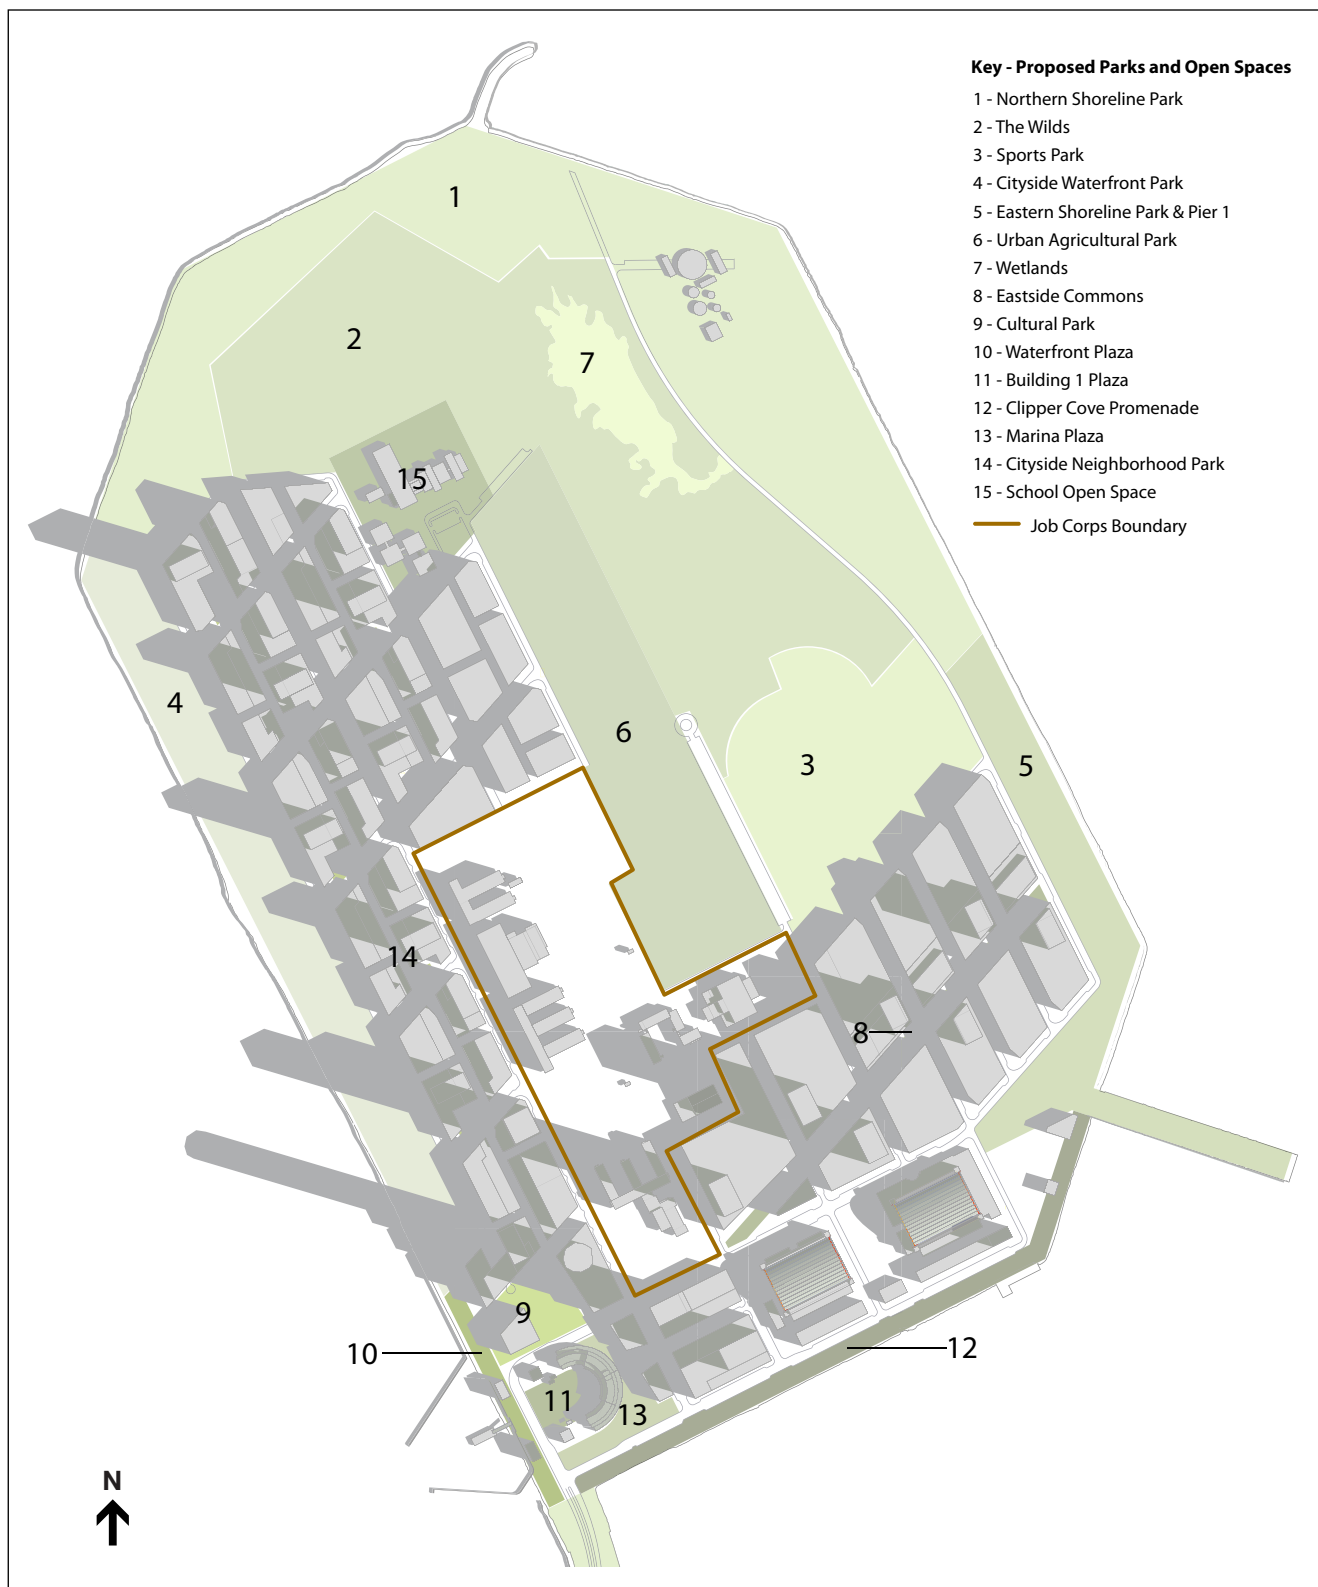 Key - Proposed Parks and Open Spaces
1 - Northern Shoreline Park
2 - The Wilds
3 - Sports Park
4 - Cityside Waterfront Park
5 - Eastern Shoreline Park & Pier 1
6 - Urban Agricultural Park
7 - Wetlands
8 - Eastside Commons
9 - Cultural Park
10 - Waterfront Plaza
11 - Building 1 Plaza
12 - Clipper Cove Promenade
13 - Marina Plaza
14 - Cityside Neighborhood Park
15 - School Open Space
Job Corps Boundary
1
2
7
15
4
6
3
5
14
8
9
10
12
11
13
N